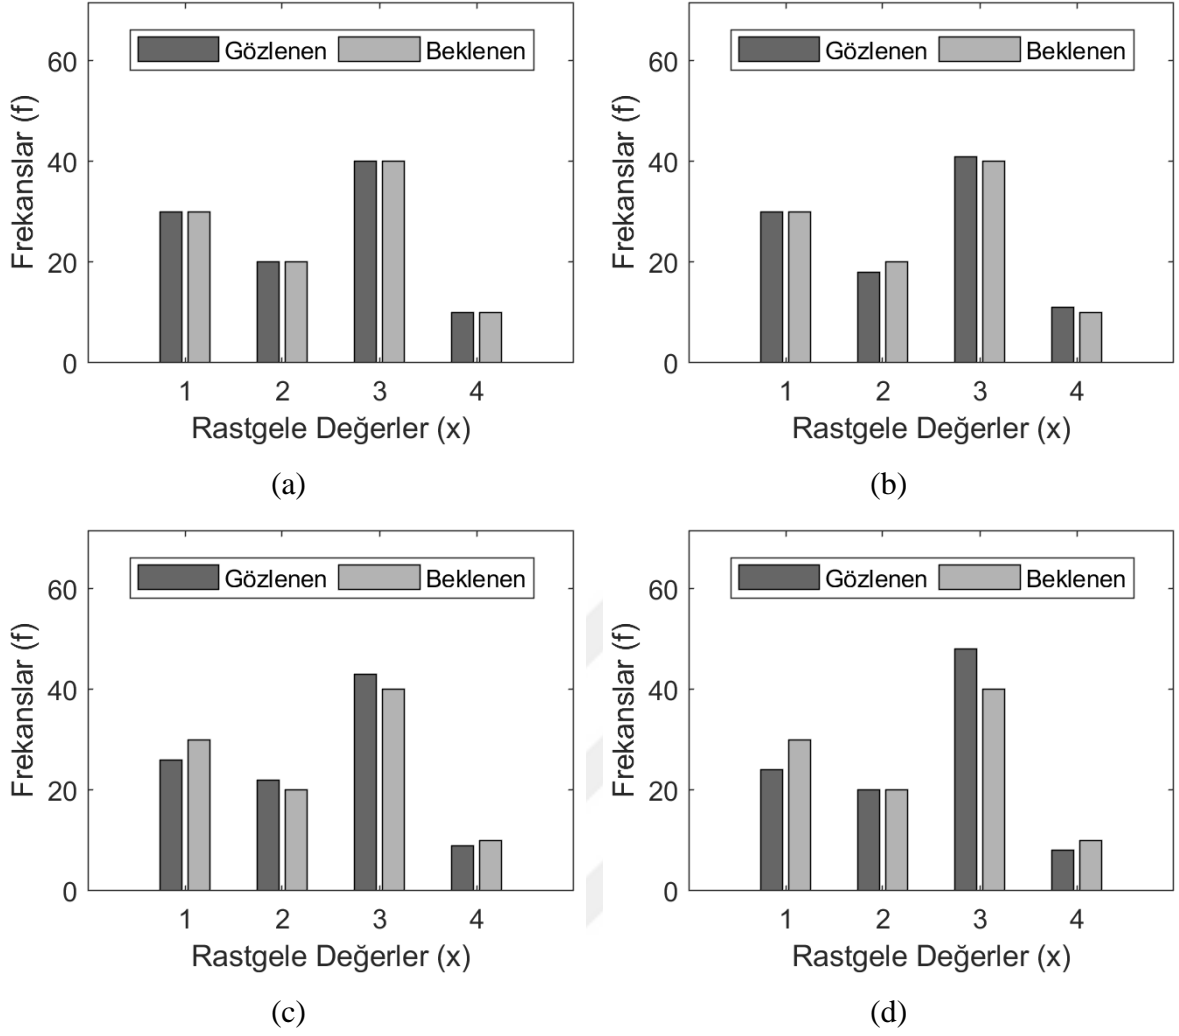 Gözlenen Beklenen
60
40
20
0
Frekanslar (f)
1 2 3 4
Rastgele Değerler (x)
(a)
Gözlenen Beklenen
60
40
20
0
Frekanslar (f)
1 2 3 4
Rastgele Değerler (x)
(b)
Gözlenen Beklenen
60
40
20
0
Frekanslar (f)
1 2 3 4
Rastgele Değerler (x)
(c)
Gözlenen Beklenen
60
40
20
0
Frekanslar (f)
1 2 3 4
Rastgele Değerler (x)
(d)